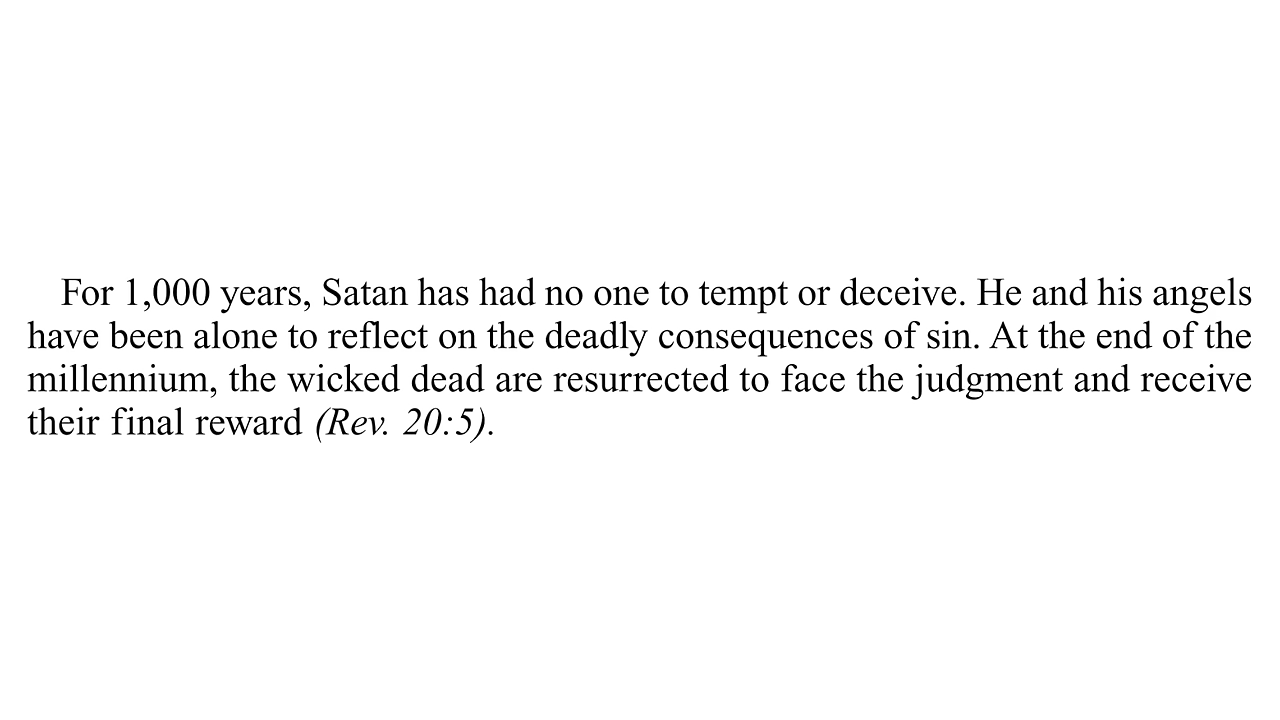 For 1,000 years, Satan has had no one to tempt or deceive. He and his angels
have been alone to reflect on the deadly consequences of sin. At the end of the
millennium, the wicked dead are resurrected to face the judgment and receive
their final reward (Rev. 20:5).